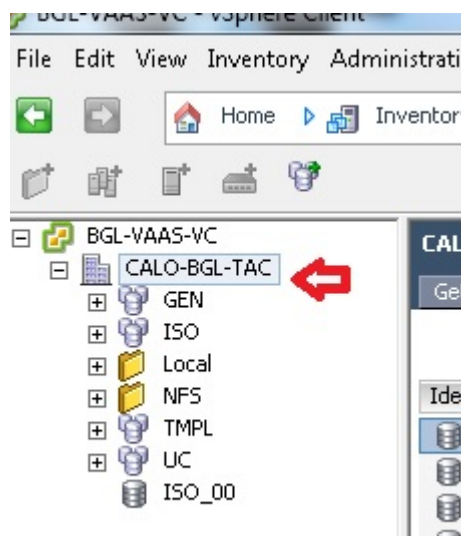 BGL-VAAS-VC - vSphere Client
File Edit View Inventory Administrati
Home Inventor
BGL-VAAS-VC
CALO-BGL-TAC
GEN
ISO
Local
NFS
TMPL
UC
ISO_00
CAL
Ge
Ide